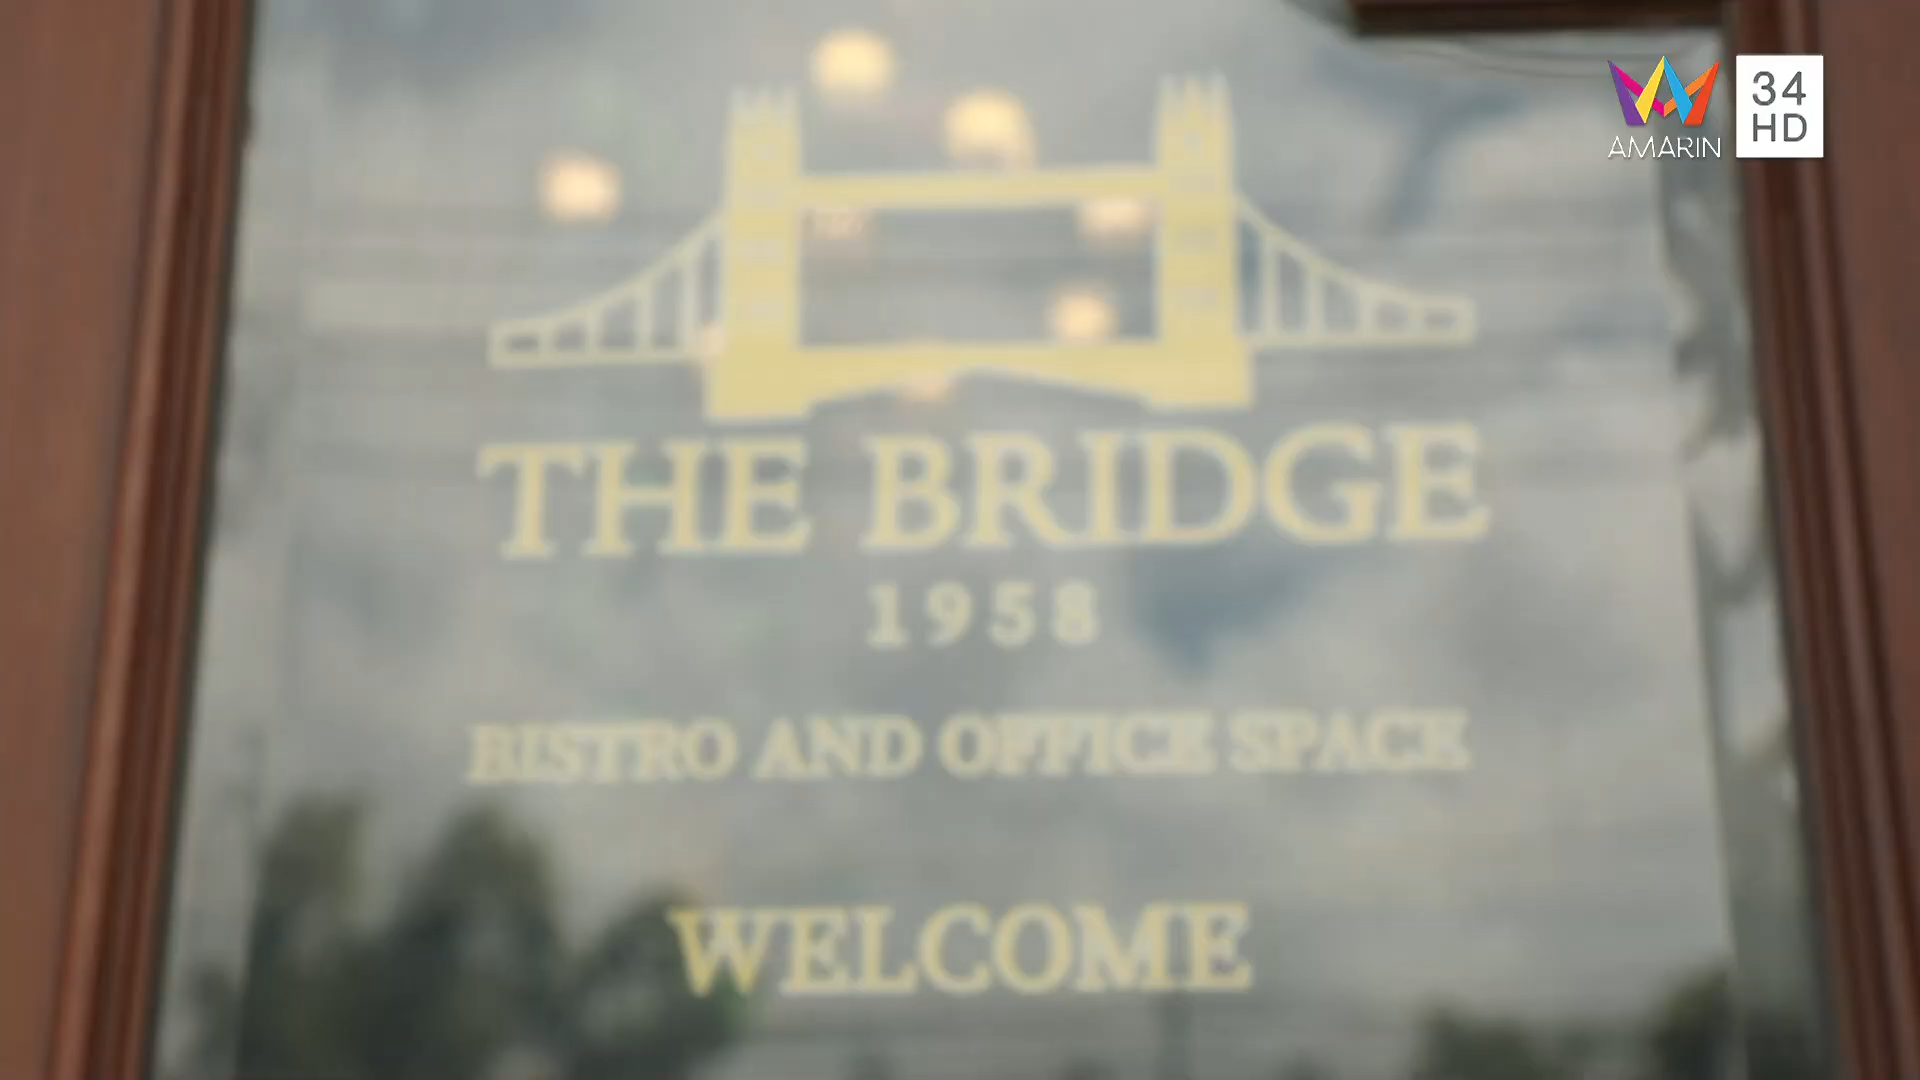 AMARIN
34
HD
THE BRIDGE
1958
BISTRO AND OFFICE SPACE
WELCOME